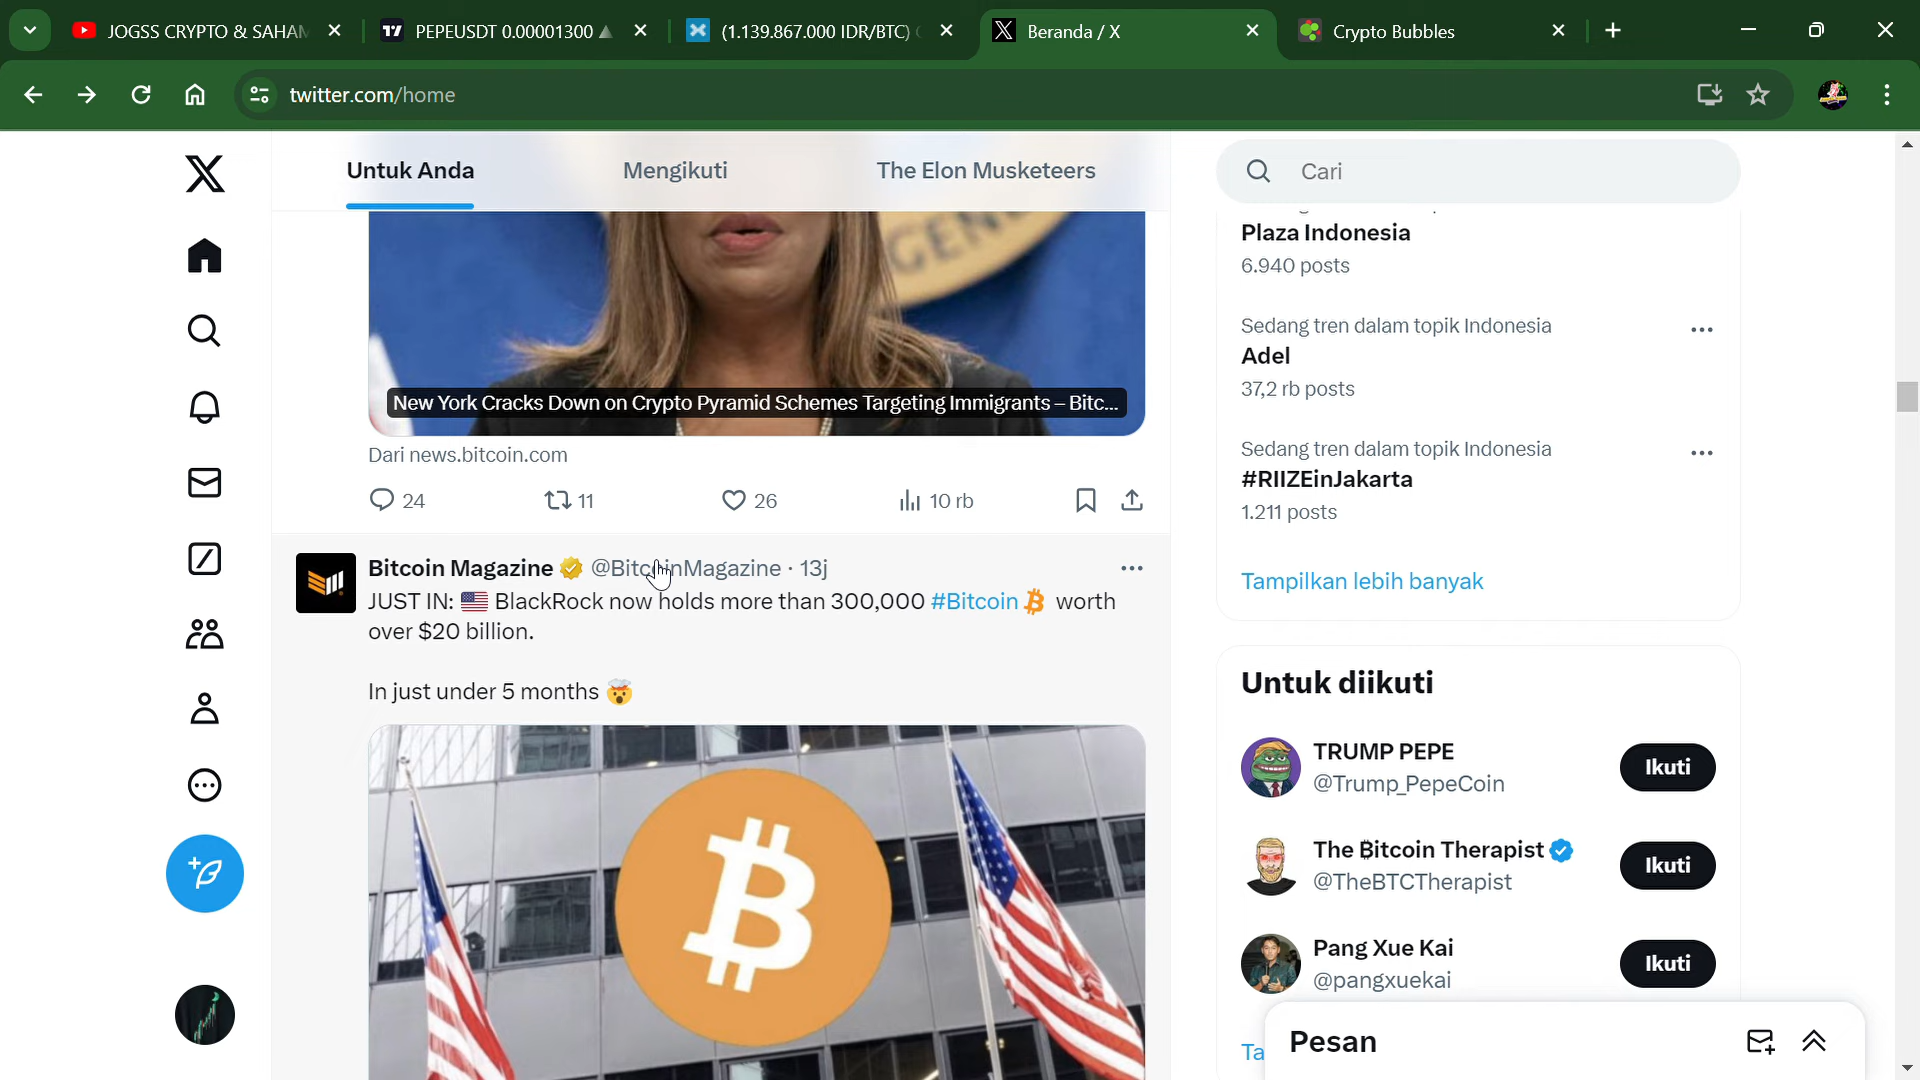 JOGSS CRYPTO & SAHAM
PEPEUSDT 0.00001300
(1.139.867.000 IDR/BTC)
Beranda / X
Crypto Bubbles
twitter.com/home
Untuk Anda
Mengikuti
The Elon Musketeers
Cari
New York Cracks Down on Crypto Pyramid Schemes Targeting Immigrants – Bitc...
Dari news.bitcoin.com
24
11
26
10 rb
Bitcoin Magazine @BitcoinMagazine · 13j
JUST IN: 🇺🇸 BlackRock now holds more than 300,000 #Bitcoin worth
over $20 billion.
In just under 5 months 🤯
Plaza Indonesia
6.940 posts
Sedang tren dalam topik Indonesia
Adel
37,2 rb posts
Sedang tren dalam topik Indonesia
#RIIZEinJakarta
1.211 posts
Tampilkan lebih banyak
Untuk diikuti
TRUMP PEPE
@Trump_PepeCoin
Ikuti
The ₿itcoin Therapist
@TheBTCTherapist
Ikuti
Pang Xue Kai
@pangxuekai
Ikuti
Ta
Pesan